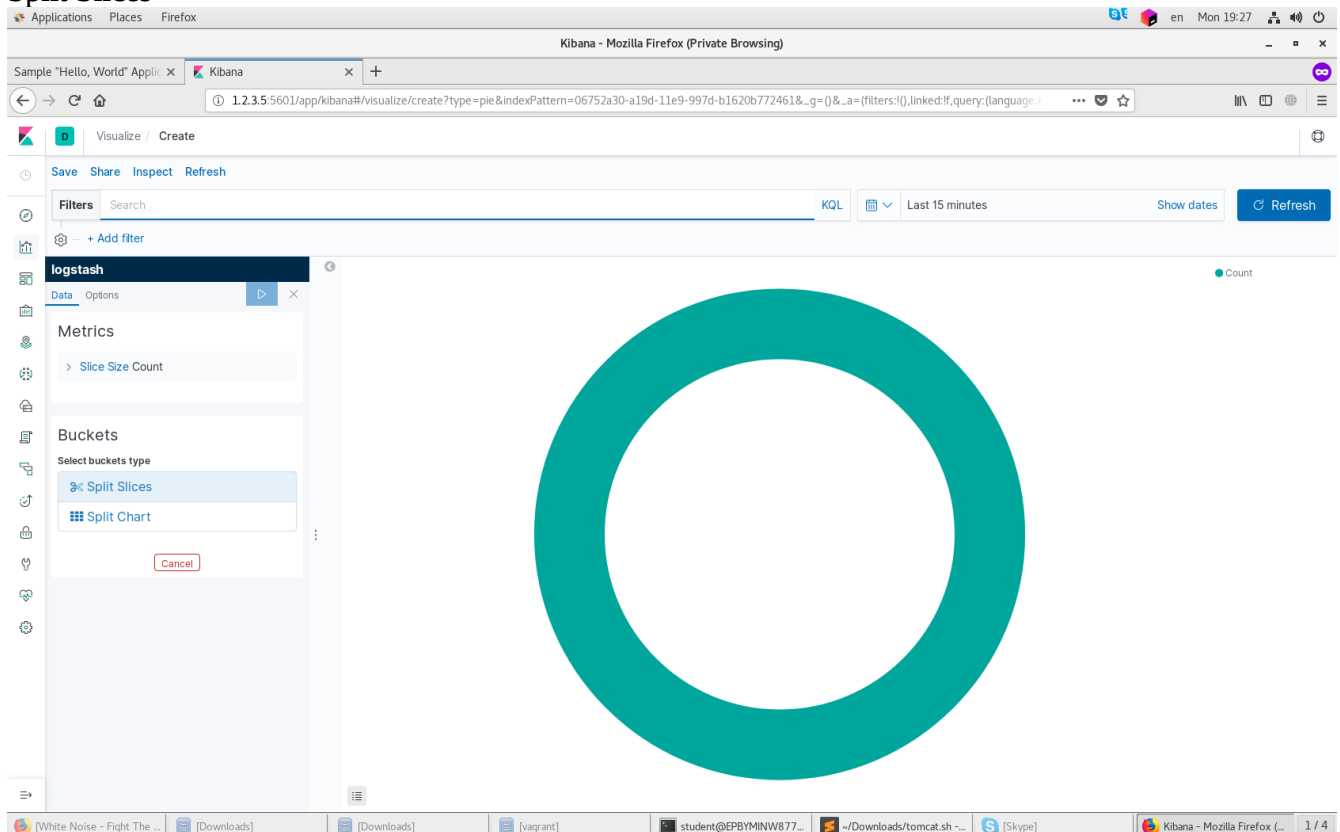 Split Slices
Applications Places Firefox en Mon 19:27
Kibana - Mozilla Firefox (Private Browsing)
Sample "Hello, World" Applic Kibana
1.2.3.5:5601/app/kibana#/visualize/create?type=pie&indexPattern=06752a30-a19d-11e9-997d-b1620b772461&_g=()&_a=(filters:!(),linked:!f,query:(language:
D Visualize / Create
Save Share Inspect Refresh
Filters Search KQL Last 15 minutes Show dates Refresh
+ Add filter
logstash
Count
Data Options
Metrics
Slice Size Count
Buckets
Select buckets type
Split Slices
Split Chart
Cancel
[White Noise - Fight The ... [Downloads] [Downloads] [vagrant] student@EPBYMINW877... ~/Downloads/tomcat.sh -... [Skype] Kibana - Mozilla Firefox (... 1 / 4